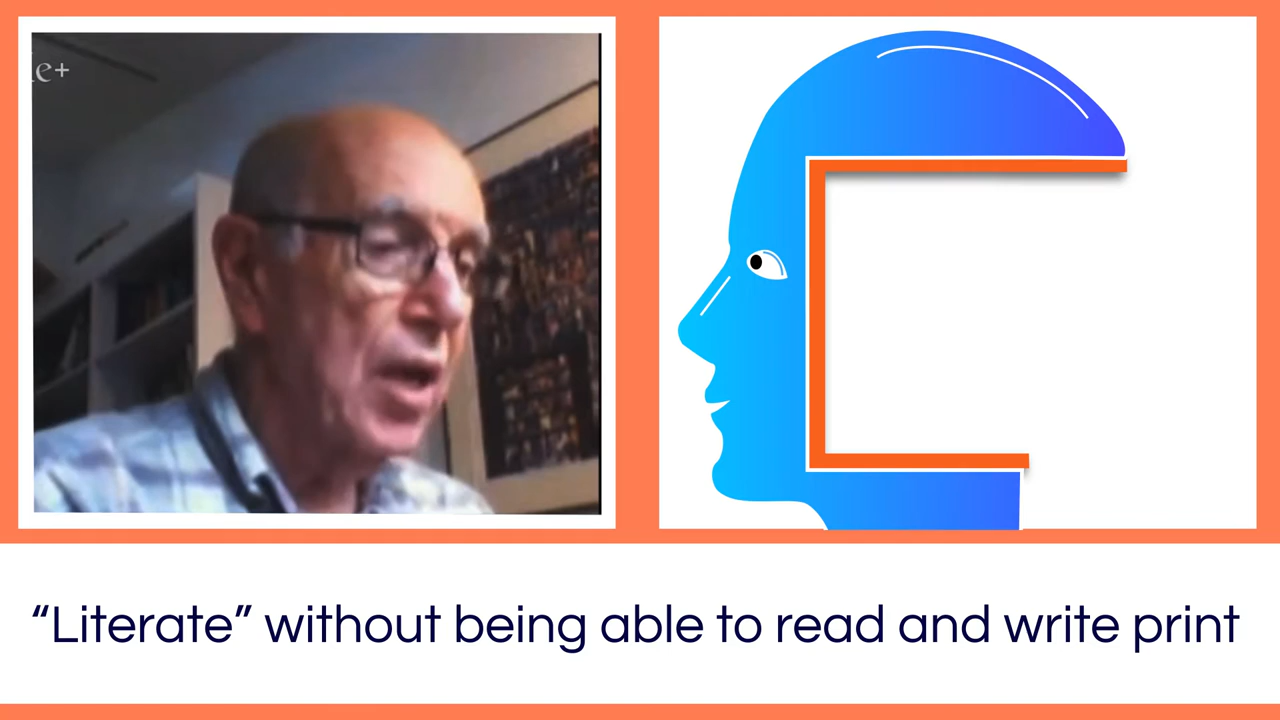 e+
“Literate” without being able to read and write print